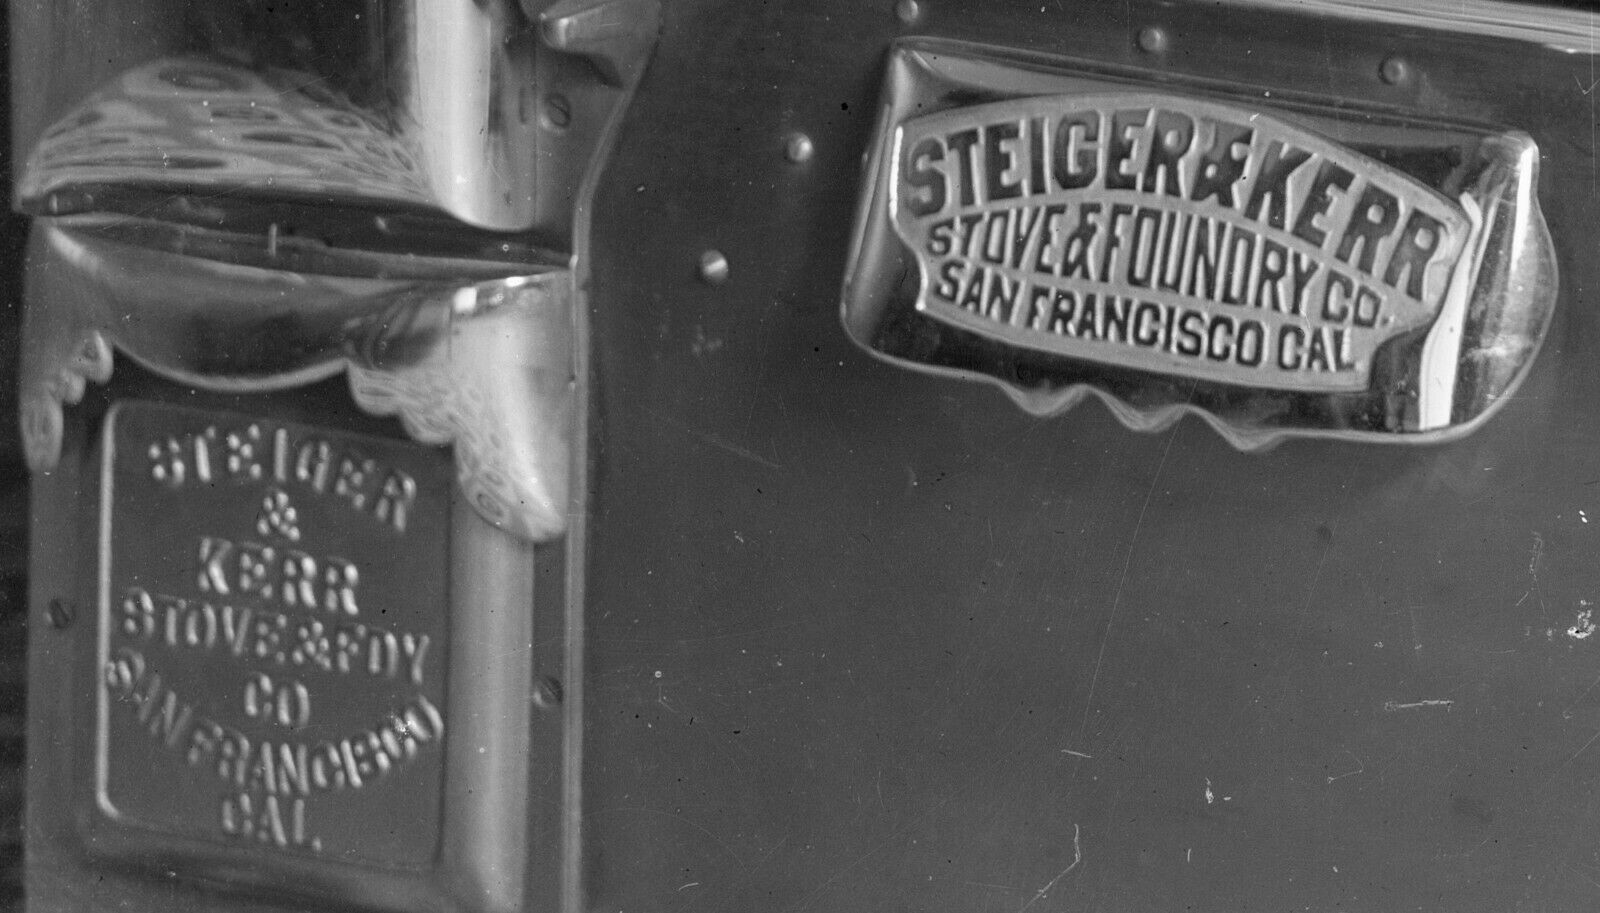 STEIGER
&
KERR
STOVE & FDY
CO
SAN FRANCISCO
CAL.
STEIGER & KERR
STOVE & FOUNDRY CO.
SAN FRANCISCO CAL.